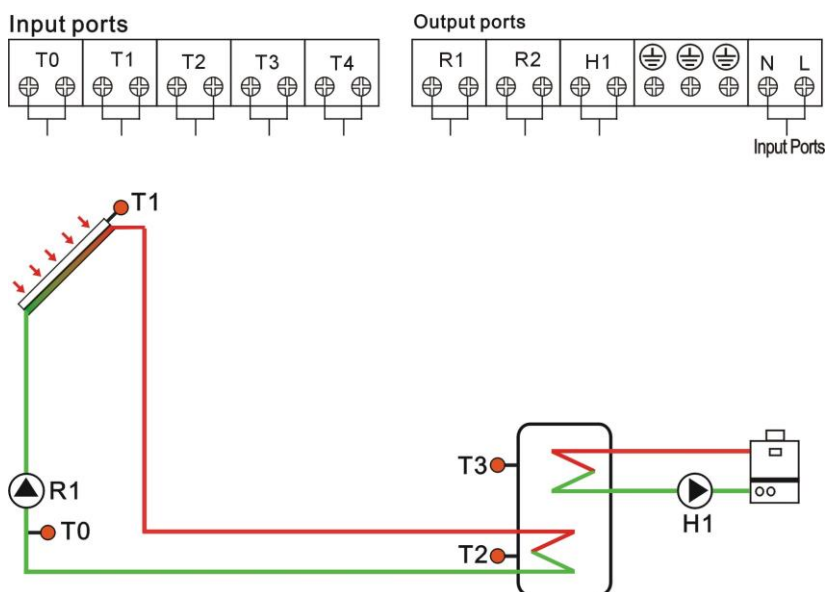 Input ports
T0 T1 T2 T3 T4
Output ports
R1 R2 H1 N L
Input Ports
T1
R1
T0
T3
T2
H1